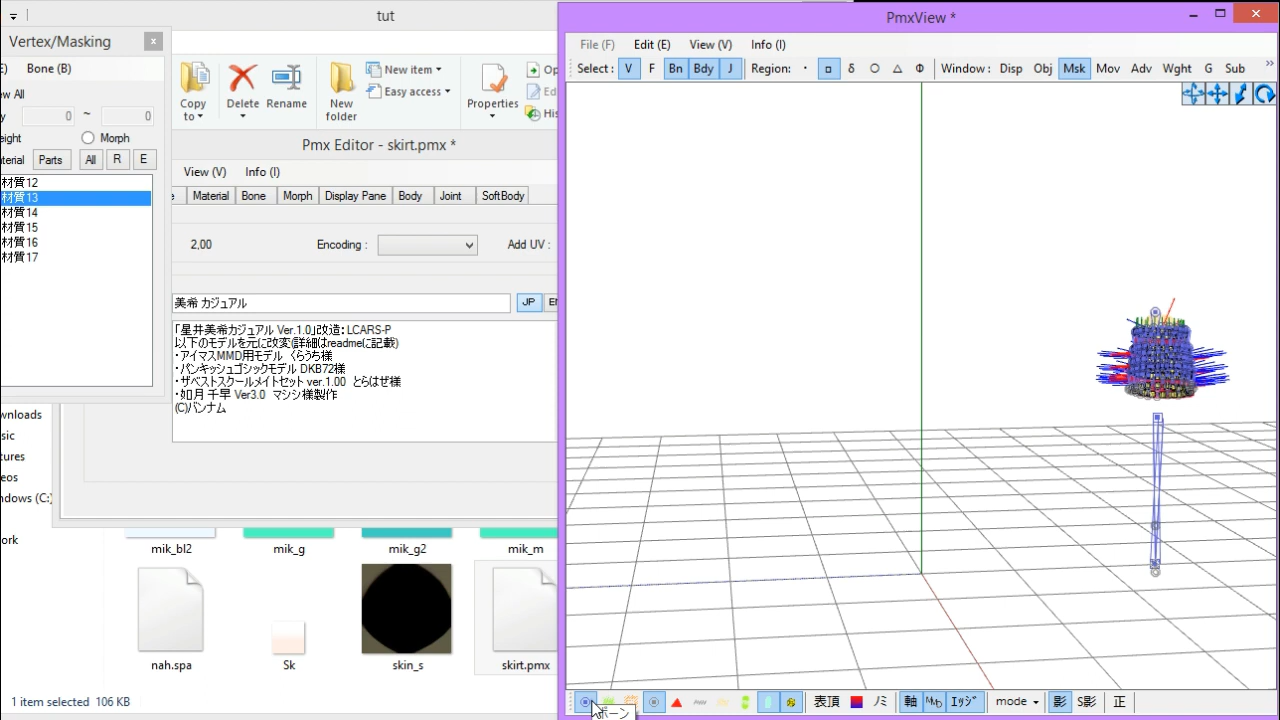 tut
PmxView *
Vertex/Masking
Bone (B)
0 ~ 0
Morph
Parts All R E
材質12
材質13
材質14
材質15
材質16
材質17
Copy to
Delete
Rename
New folder
New item
Easy access
Properties
Pmx Editor - skirt.pmx *
View (V) Info (I)
Material Bone Morph Display Pane Body Joint SoftBody
2,00 Encoding : Add UV :
美希 カジュアル JP
「星井美希カジュアル Ver.1.0」改造：LCARS-P
以下のモデルを元に改変(詳細はreadmeに記載)
・アイマスMMD用モデル くらうち様
・パンキッシュゴシックモデル DKB72様
・ザベストスクールメイトセット ver.1.00 とらはぜ様
・如月 千早 Ver3.0 マシシ様製作
(C)バンナム
File (F) Edit (E) View (V) Info (I)
Select : V F Bn Bdy J Region: Window : Disp Obj Msk Mov Adv Wght G Sub »
mik_bl2 mik_g mik_g2 mik_m
nah.spa Sk skin_s skirt.pmx
1 item selected 106 KB
表頂 ノミ 軸 エッジ mode 影 S影 正
ボーン